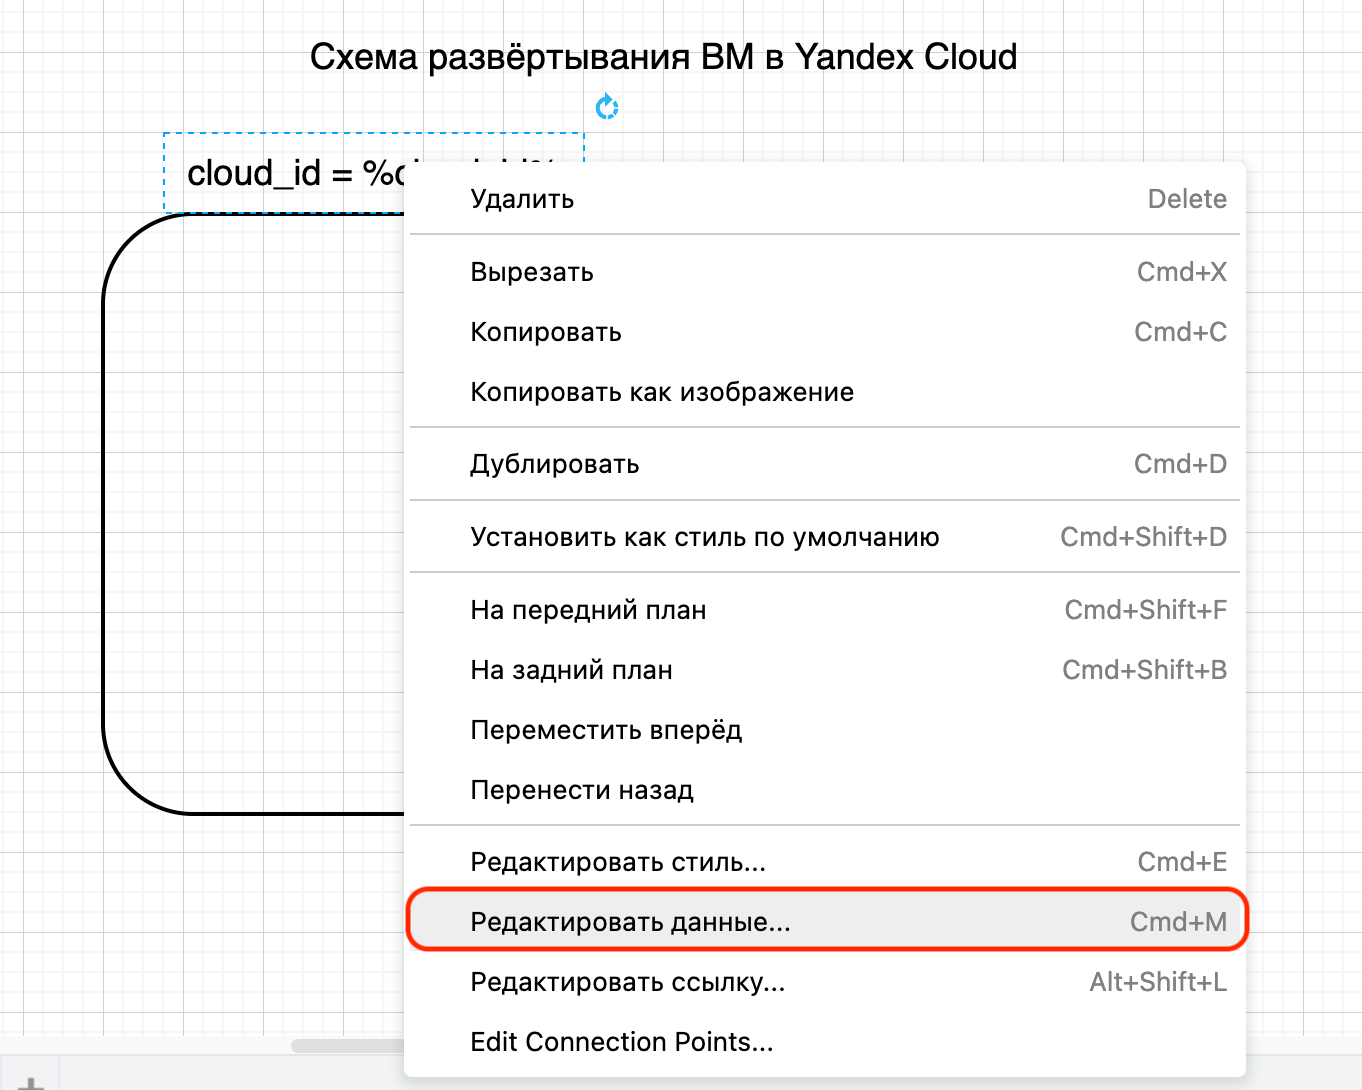 Схема развёртывания ВМ в Yandex Cloud
cloud_id =
Удалить Delete
Вырезать Cmd+X
Копировать Cmd+C
Копировать как изображение
Дублировать Cmd+D
Установить как стиль по умолчанию Cmd+Shift+D
На передний план Cmd+Shift+F
На задний план Cmd+Shift+B
Переместить вперёд
Перенести назад
Редактировать стиль... Cmd+E
Редактировать данные... Cmd+M
Редактировать ссылку... Alt+Shift+L
Edit Connection Points...